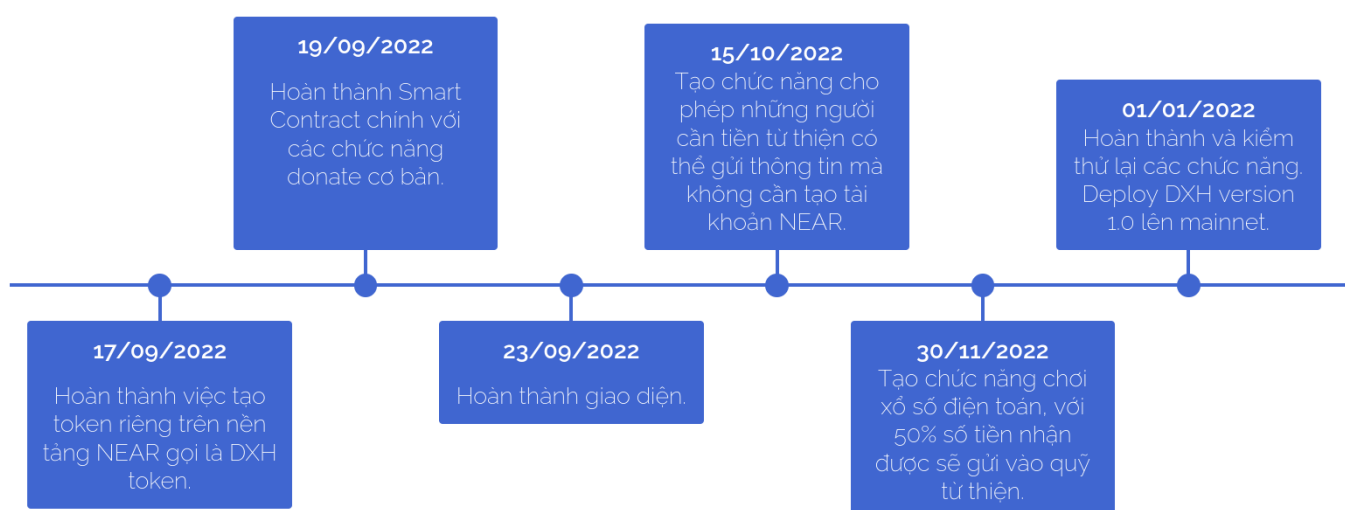 17/09/2022
Hoàn thành việc tạo
token riêng trên nền
tảng NEAR gọi là DXH
token.
19/09/2022
Hoàn thành Smart
Contract chính với
các chức năng
donate cơ bản.
23/09/2022
Hoàn thành giao diện.
15/10/2022
Tạo chức năng cho
phép những người
cần tiền từ thiện có
thể gửi thông tin mà
không cần tạo tài
khoản NEAR.
30/11/2022
Tạo chức năng chơi
xổ số điện toán, với
50% số tiền nhận
được sẽ gửi vào quỹ
từ thiện.
01/01/2022
Hoàn thành và kiểm
thử lại các chức năng.
Deploy DXH version
1.0 lên mainnet.